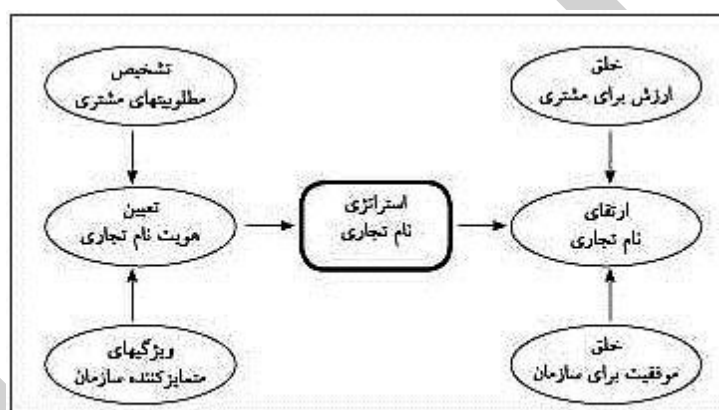 تشخیص
مطلوبیتهای مشتری
خلق
ارزش برای مشتری
تعیین
هویت نام تجاری
استراتژی
نام تجاری
ارتقای
نام تجاری
ویژگیهای
متمایزکننده سازمان
خلق
موفقیت برای سازمان